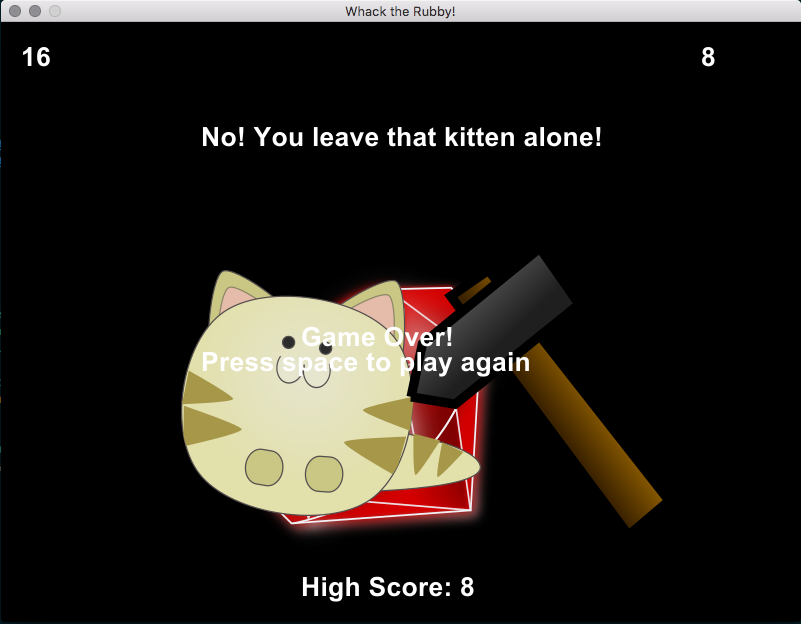 Whack the Rubby!
16
8
No! You leave that kitten alone!
Game Over!
Press space to play again
High Score: 8